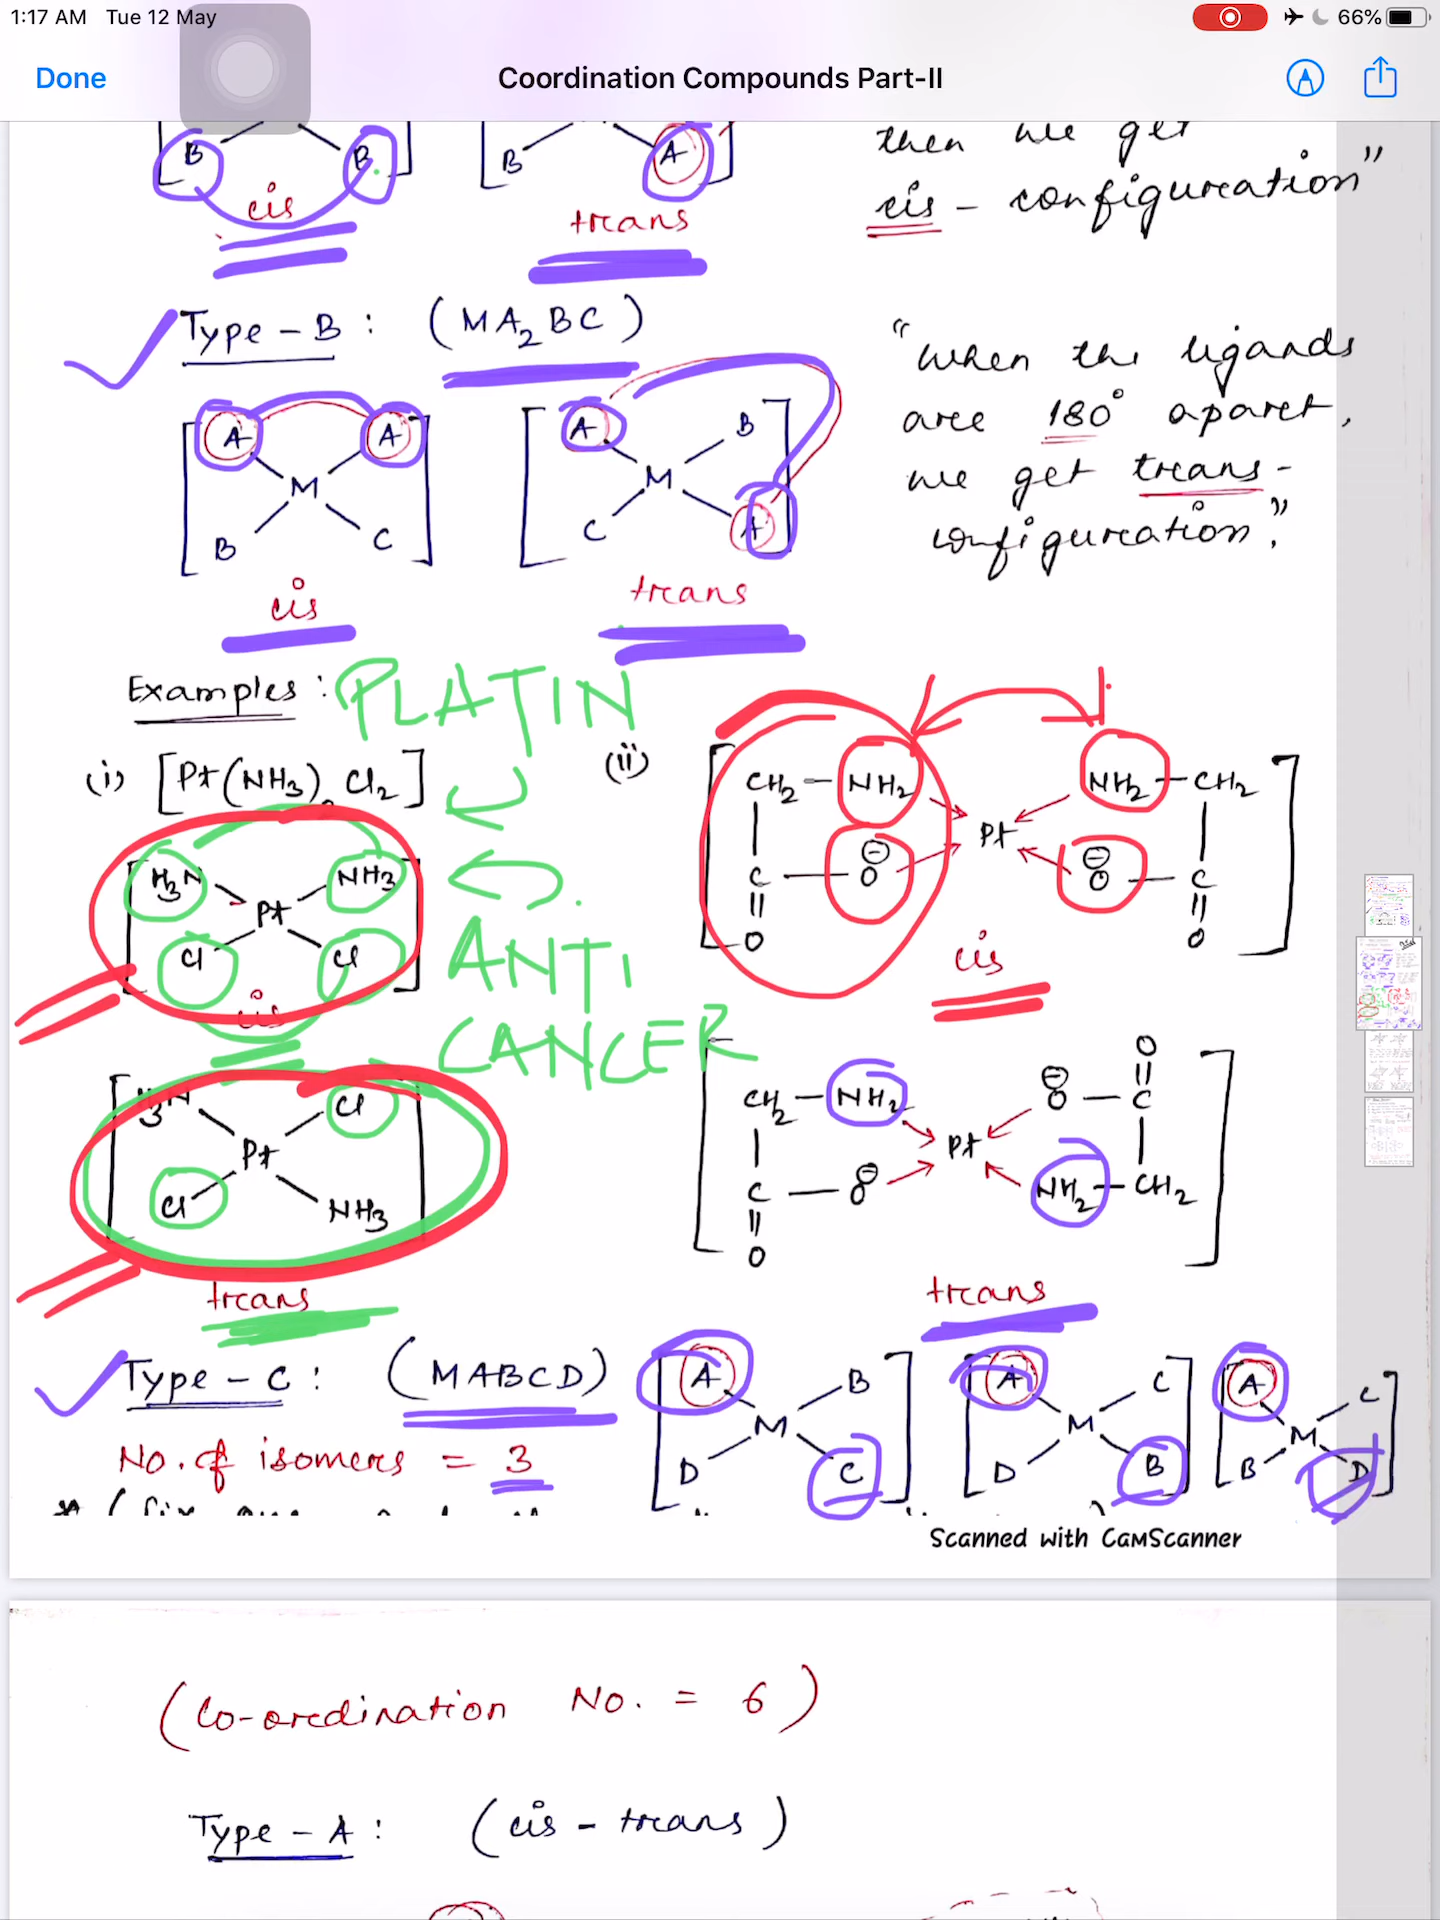 1:17 AM Tue 12 May 66%
Done
Coordination Compounds Part-II
B B
cis
B A
trans
then we get
cis - configuration"
Type - B : (MA₂BC)
A A
M
B C
cis
A B
M
C A
trans
"when the ligands
are 180° apart,
we get trans-
configuration."
Examples :
PLATIN
(i) [Pt(NH₃)₂Cl₂]
H₃N NH₃
Pt
Cl Cl
cis
ANTI
CANCER
H₃N Cl
Pt
Cl NH₃
trans
(ii)
CH₂ - NH₂ NH₂ - CH₂
Pt
C - O⊖ ⊖O - C
O O
cis
O
CH₂ - NH₂ ⊖O - C
Pt
C - O⊖ NH₂ - CH₂
O
trans
Type - C : (MABCD)
No. of isomers = 3
A B
M
D C
A C
M
D B
A C
M
B D
Scanned with CamScanner
(Co-ordination No. = 6)
Type - A : (cis - trans)